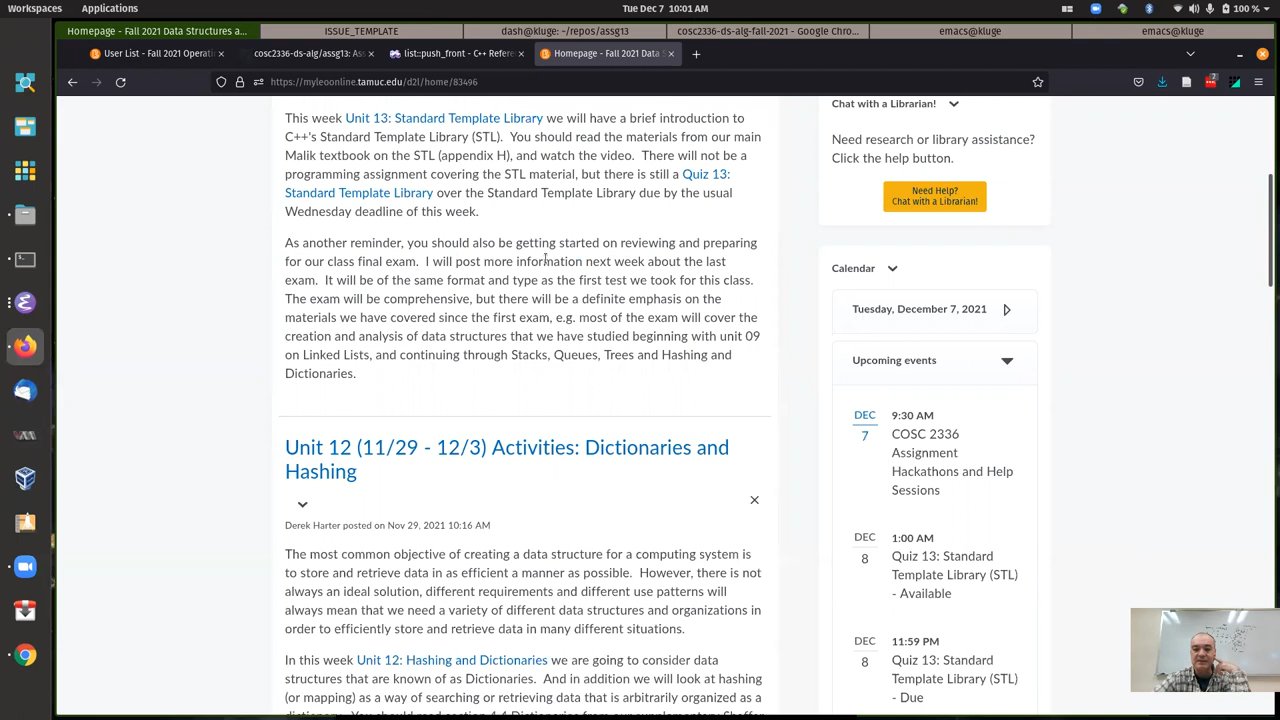 Workspaces
Applications
Tue Dec 7 10:01 AM
100 %
Homepage - Fall 2021 Data Structures a...
ISSUE_TEMPLATE
dash@kluge: ~/repos/assg13
cosc2336-ds-alg-fall-2021 - Google Chro...
emacs@kluge
emacs@kluge
User List - Fall 2021 Operati
cosc2336-ds-alg/assg13: As
list::push_front - C++ Refere
Homepage - Fall 2021 Data S
https://myleoonline.tamuc.edu/d2l/home/83496
This week Unit 13: Standard Template Library we will have a brief introduction to
C++'s Standard Template Library (STL). You should read the materials from our main
Malik textbook on the STL (appendix H), and watch the video. There will not be a
programming assignment covering the STL material, but there is still a Quiz 13:
Standard Template Library over the Standard Template Library due by the usual
Wednesday deadline of this week.
As another reminder, you should also be getting started on reviewing and preparing
for our class final exam. I will post more information next week about the last
exam. It will be of the same format and type as the first test we took for this class.
The exam will be comprehensive, but there will be a definite emphasis on the
materials we have covered since the first exam, e.g. most of the exam will cover the
creation and analysis of data structures that we have studied beginning with unit 09
on Linked Lists, and continuing through Stacks, Queues, Trees and Hashing and
Dictionaries.
Unit 12 (11/29 - 12/3) Activities: Dictionaries and
Hashing
Derek Harter posted on Nov 29, 2021 10:16 AM
The most common objective of creating a data structure for a computing system is
to store and retrieve data in as efficient a manner as possible. However, there is not
always an ideal solution, different requirements and different use patterns will
always mean that we need a variety of different data structures and organizations in
order to efficiently store and retrieve data in many different situations.
In this week Unit 12: Hashing and Dictionaries we are going to consider data
structures that are known of as Dictionaries. And in addition we will look at hashing
(or mapping) as a way of searching or retrieving data that is arbitrarily organized as a
dictionary. You should read section 4.4 Dictionaries from our supplementary Shaffer
Chat with a Librarian!
Need research or library assistance?
Click the help button.
Need Help?
Chat with a Librarian!
Calendar
Tuesday, December 7, 2021
Upcoming events
DEC
7
9:30 AM
COSC 2336
Assignment
Hackathons and Help
Sessions
DEC
8
1:00 AM
Quiz 13: Standard
Template Library (STL)
- Available
DEC
8
11:59 PM
Quiz 13: Standard
Template Library (STL)
- Due